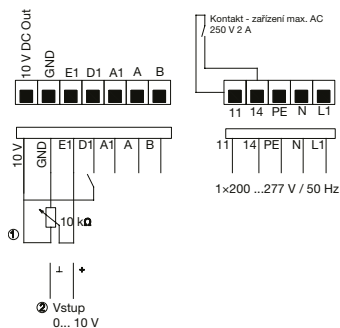 10 V DC Out
GND
E1
D1
A1
A
B
Kontakt - zařízení max. AC
250 V 2 A
11
14
PE
N
L1
10 V
GND
E1
D1
A1
A
B
11
14
PE
N
L1
1×200 ...277 V / 50 Hz
10 kΩ
①
⊥ +
② Vstup
0... 10 V